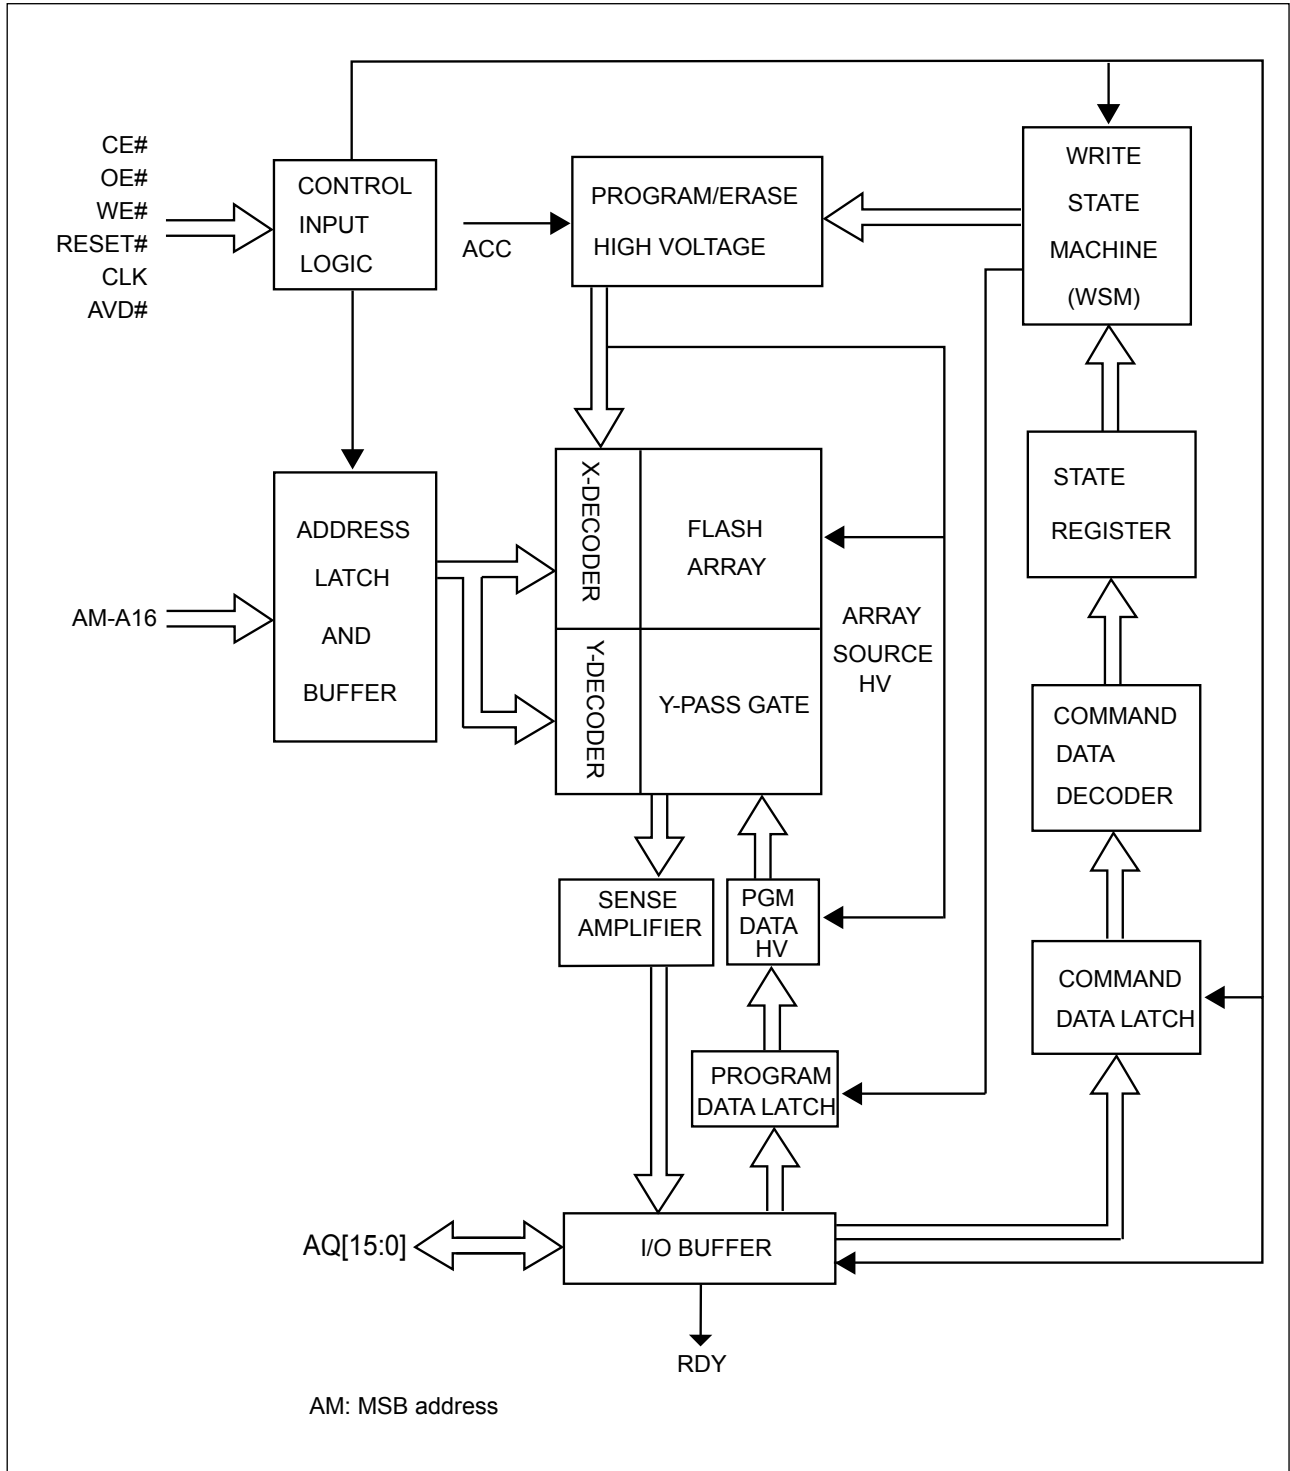 CE#
OE#
WE#
RESET#
CLK
AVD#
CONTROL
INPUT
LOGIC
ACC
PROGRAM/ERASE
HIGH VOLTAGE
WRITE
STATE
MACHINE
(WSM)
AM-A16
ADDRESS
LATCH
AND
BUFFER
X-DECODER
FLASH
ARRAY
Y-DECODER
Y-PASS GATE
ARRAY
SOURCE
HV
STATE
REGISTER
COMMAND
DATA
DECODER
SENSE
AMPLIFIER
PGM
DATA
HV
COMMAND
DATA LATCH
PROGRAM
DATA LATCH
AQ[15:0]
I/O BUFFER
RDY
AM: MSB address